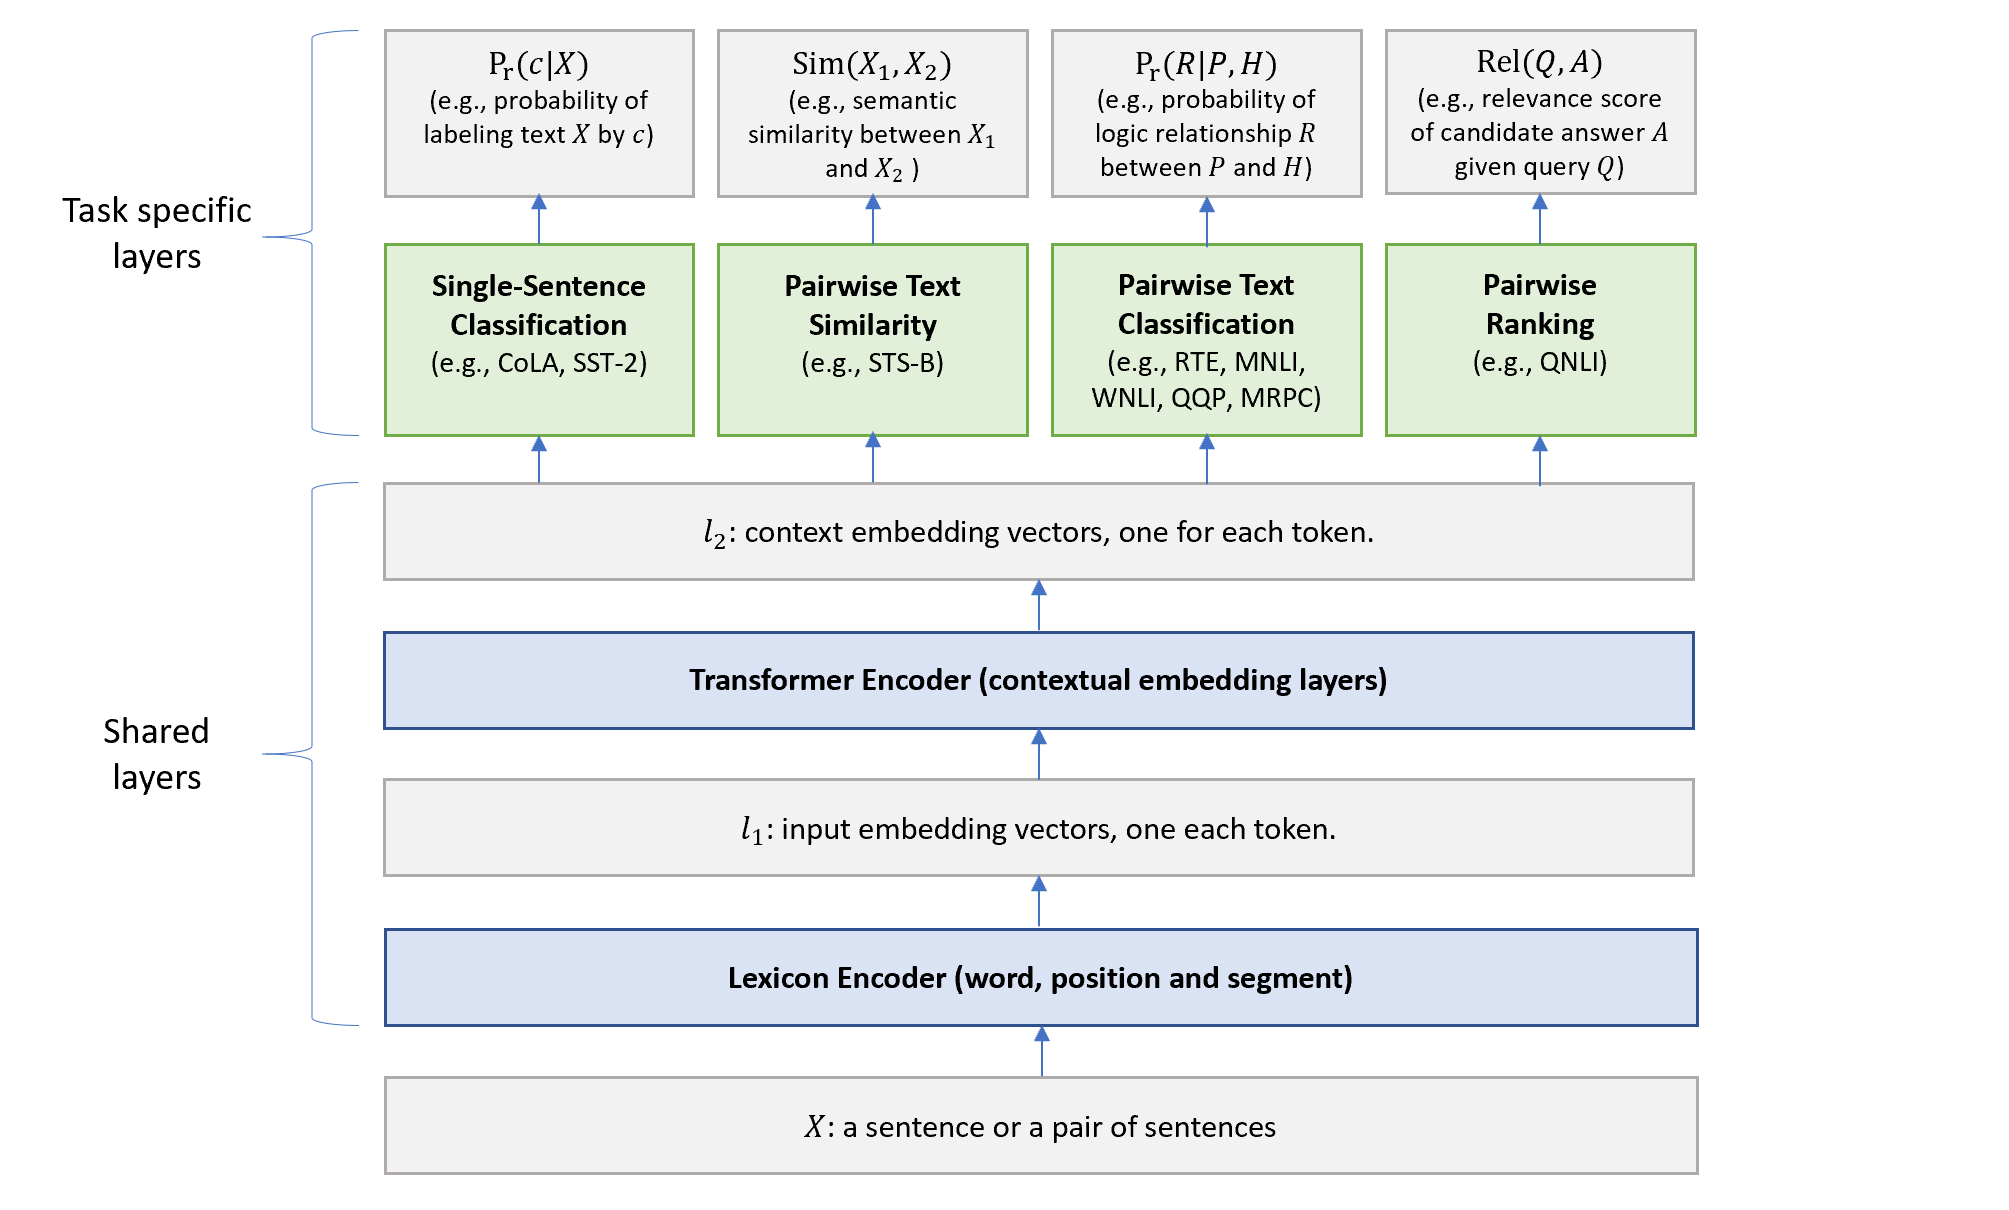 P_r(c|X)
(e.g., probability of
labeling text X by c)
Sim(X_1, X_2)
(e.g., semantic
similarity between X_1
and X_2 )
P_r(R|P, H)
(e.g., probability of
logic relationship R
between P and H)
Rel(Q, A)
(e.g., relevance score
of candidate answer A
given query Q)
Task specific
layers
Single-Sentence
Classification
(e.g., CoLA, SST-2)
Pairwise Text
Similarity
(e.g., STS-B)
Pairwise Text
Classification
(e.g., RTE, MNLI,
WNLI, QQP, MRPC)
Pairwise
Ranking
(e.g., QNLI)
l_2: context embedding vectors, one for each token.
Transformer Encoder (contextual embedding layers)
Shared
layers
l_1: input embedding vectors, one each token.
Lexicon Encoder (word, position and segment)
X: a sentence or a pair of sentences